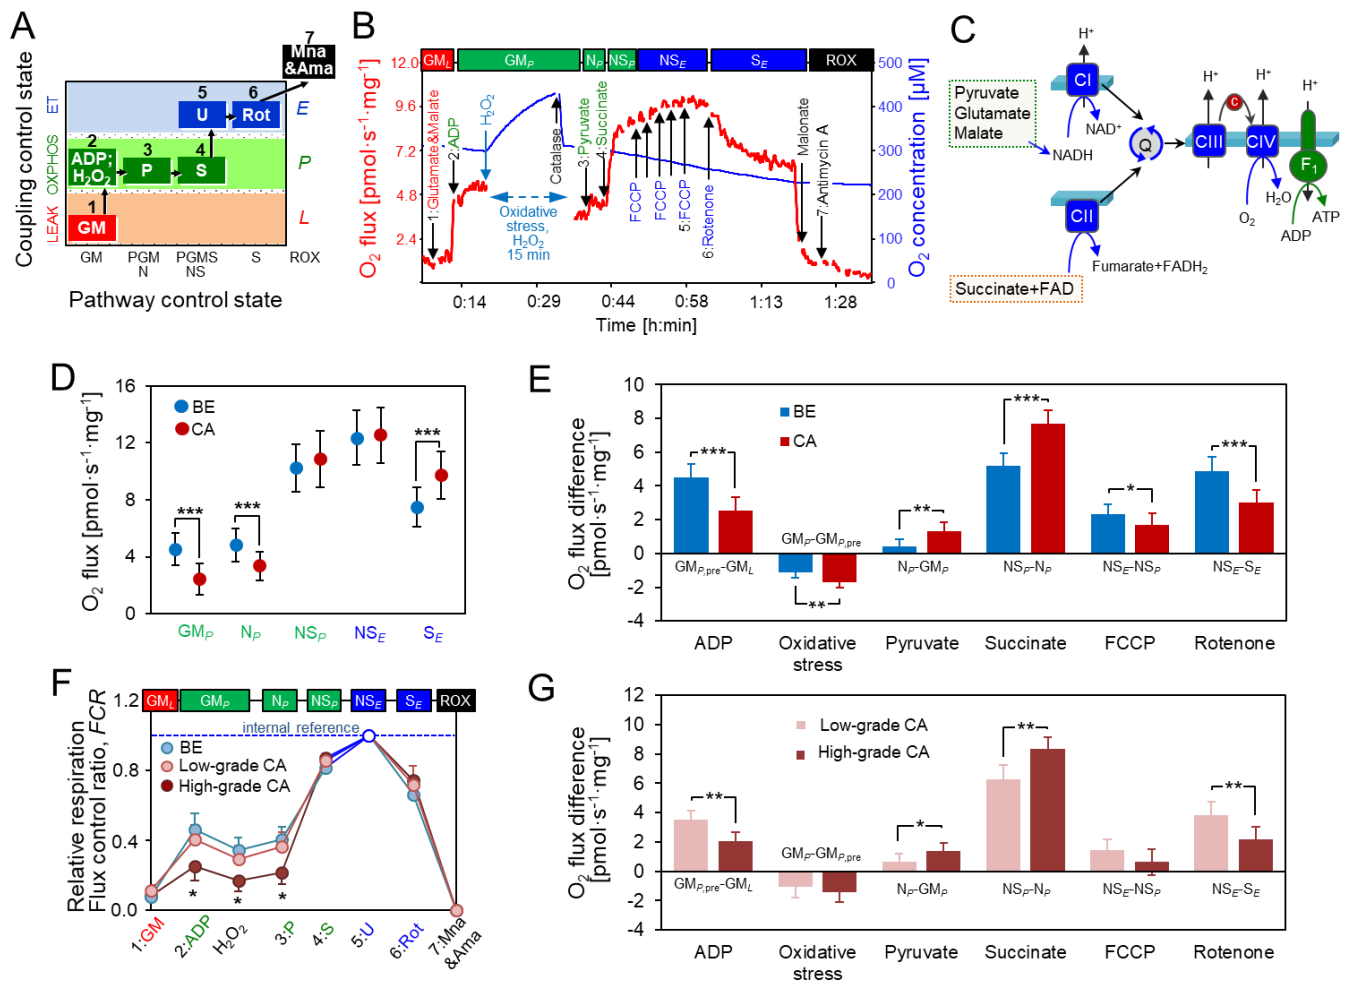 A
Coupling control state
LEAK OXPHOS ET
7
Mna
&Ama
5 6
U Rot
E
2
ADP;
H2O2
3
P
4
S
P
1
GM
L
GM PGM PGMS S ROX
N NS
Pathway control state
B
GML GMP NP NSP NSE SE ROX
O2 flux [pmol·s-1·mg-1]
12.0
9.6
7.2
4.8
2.4
1:Glutamate&Malate
2:ADP
H2O2
Oxidative
stress,
H2O2
15 min
Catalase
3:Pyruvate
4:Succinate
FCCP
FCCP
5:FCCP
6:Rotenone
Malonate
7:Antimycin A
500
400
300
200
100
0
O2 concentration [µM]
0:14 0:29 0:44 0:58 1:13 1:28
Time [h:min]
C
H+
CI
NAD+
NADH
Pyruvate
Glutamate
Malate
Q
H+ H+ H+
c
CIII CIV
F1
H2O
O2
ATP
ADP
CII
Fumarate+FADH2
Succinate+FAD
D
O2 flux [pmol·s-1·mg-1]
16
12
8
4
0
BE
CA
*** *** ***
GMP NP NSP NSE SE
E
O2 flux difference
[pmol·s-1·mg-1]
10
8
6
4
2
0
-2
-4
BE
CA
*** ** ** *** * ***
GMP,pre-GML
GMP-GMP,pre
NP-GMP
NSP-NP
NSE-NSP
NSE-SE
ADP Oxidative Pyruvate Succinate FCCP Rotenone
stress
F
GML GMP NP NSP NSE SE ROX
Relative respiration
Flux control ratio, FCR
1.2
0.8
0.4
0.0
internal reference
BE
Low-grade CA
High-grade CA
* * *
1:GM
2:ADP
H2O2
3:P
4:S
5:U
6:Rot
7:Mna
&Ama
G
O2 flux difference
[pmol·s-1·mg-1]
12
10
8
6
4
2
0
-2
-4
Low-grade CA
High-grade CA
** * ** **
GMP,pre-GML
GMP-GMP,pre
NP-GMP
NSP-NP
NSE-NSP
NSE-SE
ADP Oxidative Pyruvate Succinate FCCP Rotenone
stress